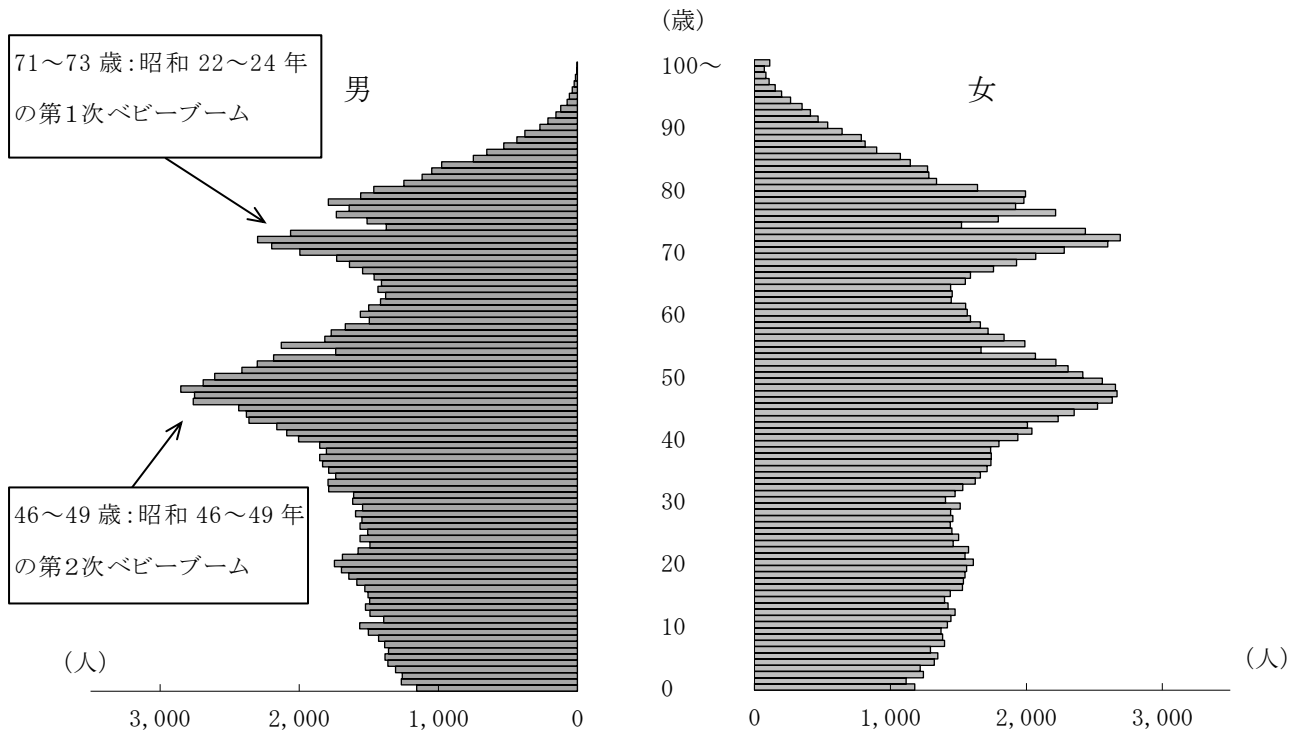 71～73 歳：昭和 22～24 年
の第１次ベビーブーム
男
(歳)
100～
女
90
80
70
60
50
46～49 歳：昭和 46～49 年
の第２次ベビーブーム
40
30
20
10
0
(人)
(人)
3,000
2,000
1,000
0
0
1,000
2,000
3,000